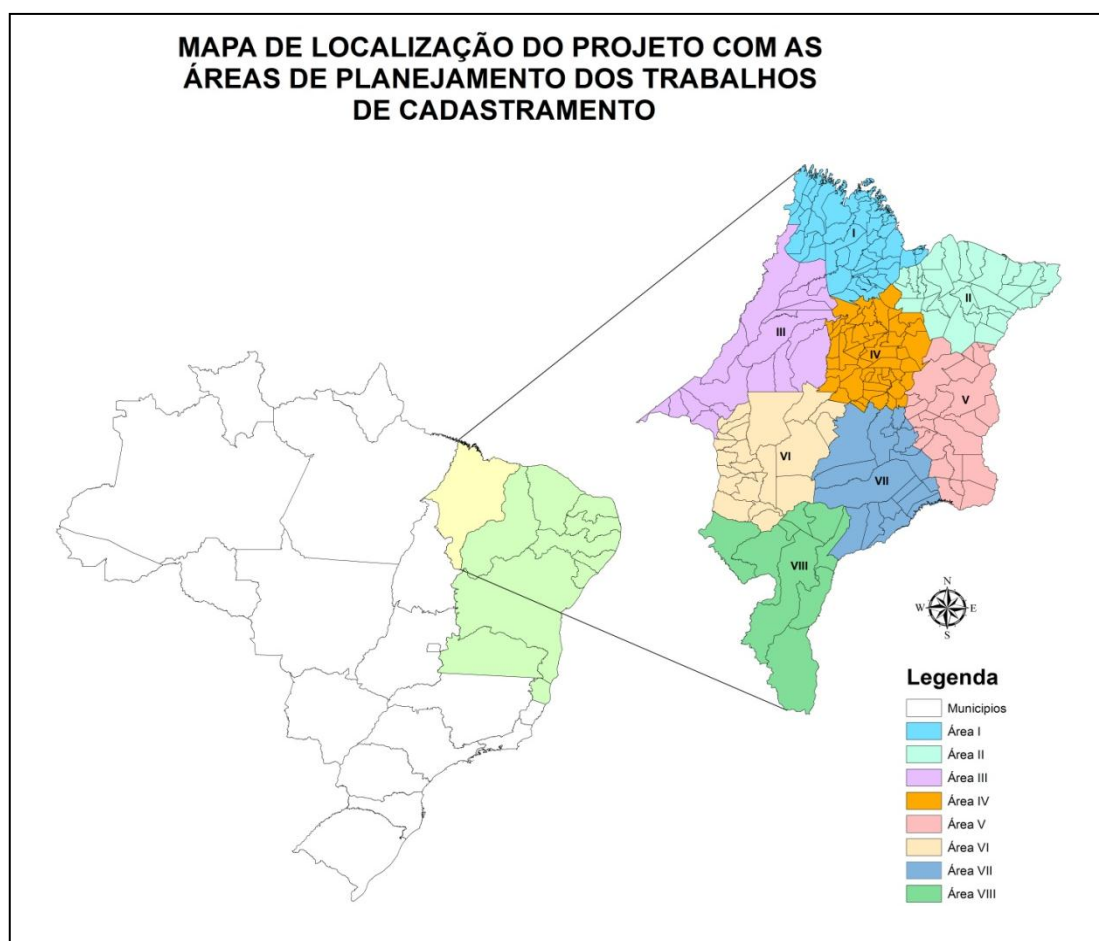 MAPA DE LOCALIZAÇÃO DO PROJETO COM AS
ÁREAS DE PLANEJAMENTO DOS TRABALHOS
DE CADASTRAMENTO
I
II
III
IV
V
VI
VII
VIII
N
W E
S
Legenda
Municipios
Área I
Área II
Área III
Área IV
Área V
Área VI
Área VII
Área VIII